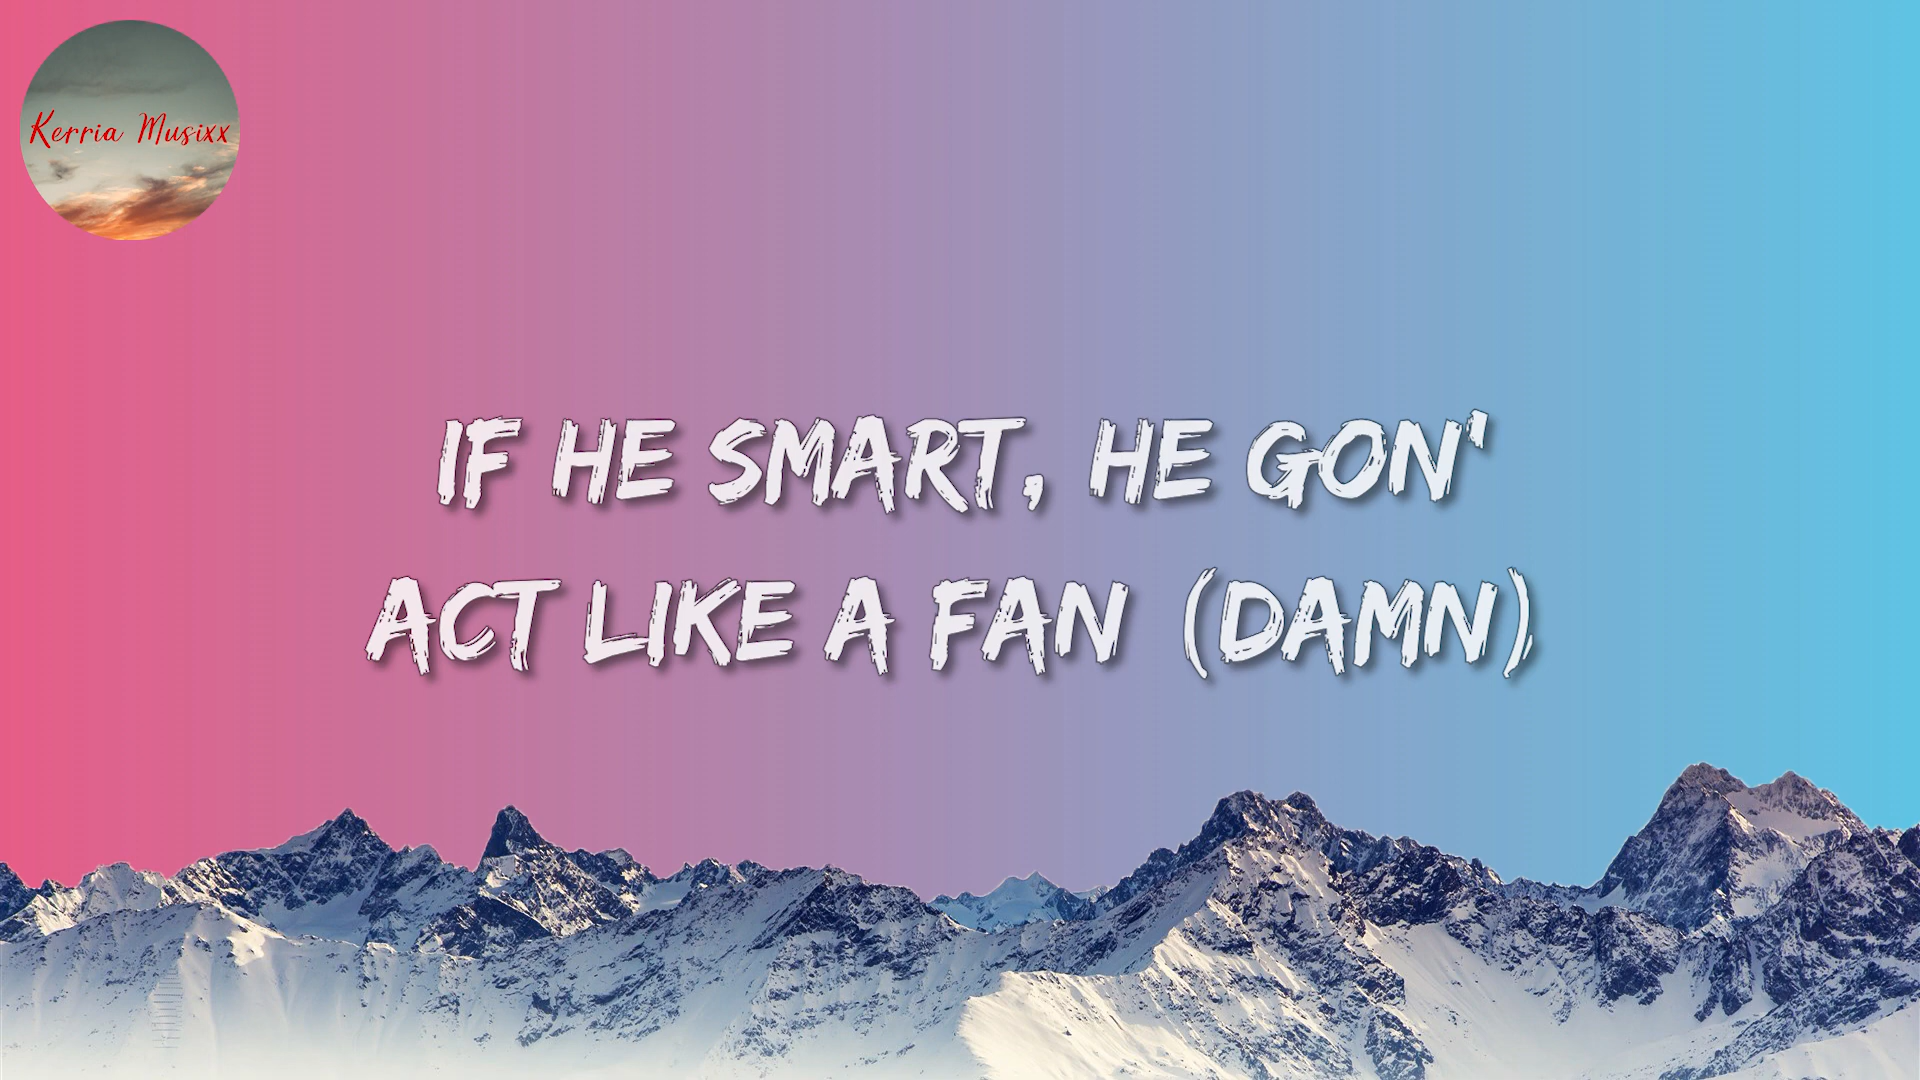 Kerria Musixx
IF HE SMART, HE GON'
ACT LIKE A FAN (DAMN)